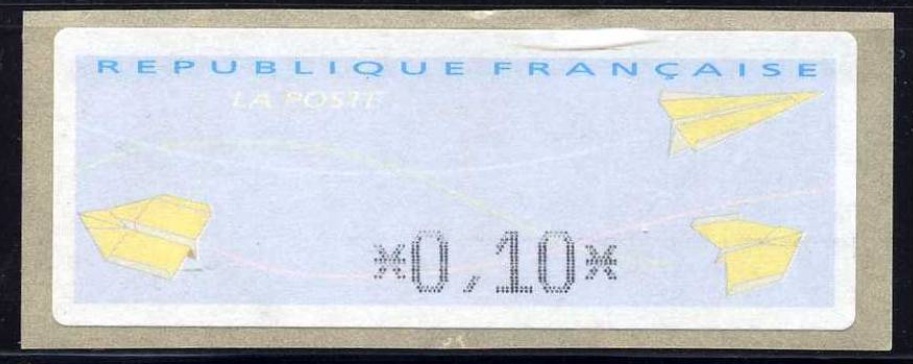 REPUBLIQUE FRANÇAISE
LA POSTE
*0,10*